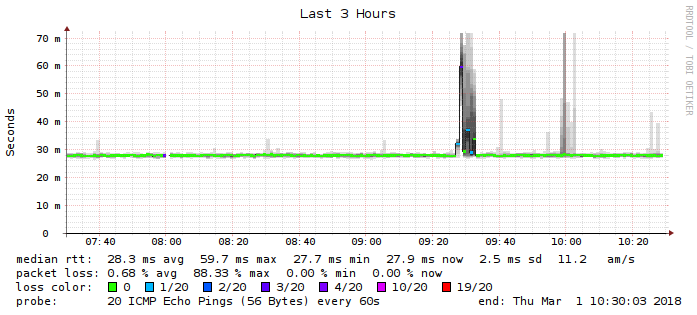 Last 3 Hours
RRDTOOL / TOBI OETIKER
Seconds
70 m
60 m
50 m
40 m
30 m
20 m
10 m
0
07:40 08:00 08:20 08:40 09:00 09:20 09:40 10:00 10:20
median rtt: 28.3 ms avg 59.7 ms max 27.7 ms min 27.9 ms now 2.5 ms sd 11.2 am/s
packet loss: 0.68 % avg 88.33 % max 0.00 % min 0.00 % now
loss color: 0 1/20 2/20 3/20 4/20 10/20 19/20
probe: 20 ICMP Echo Pings (56 Bytes) every 60s end: Thu Mar 1 10:30:03 2018